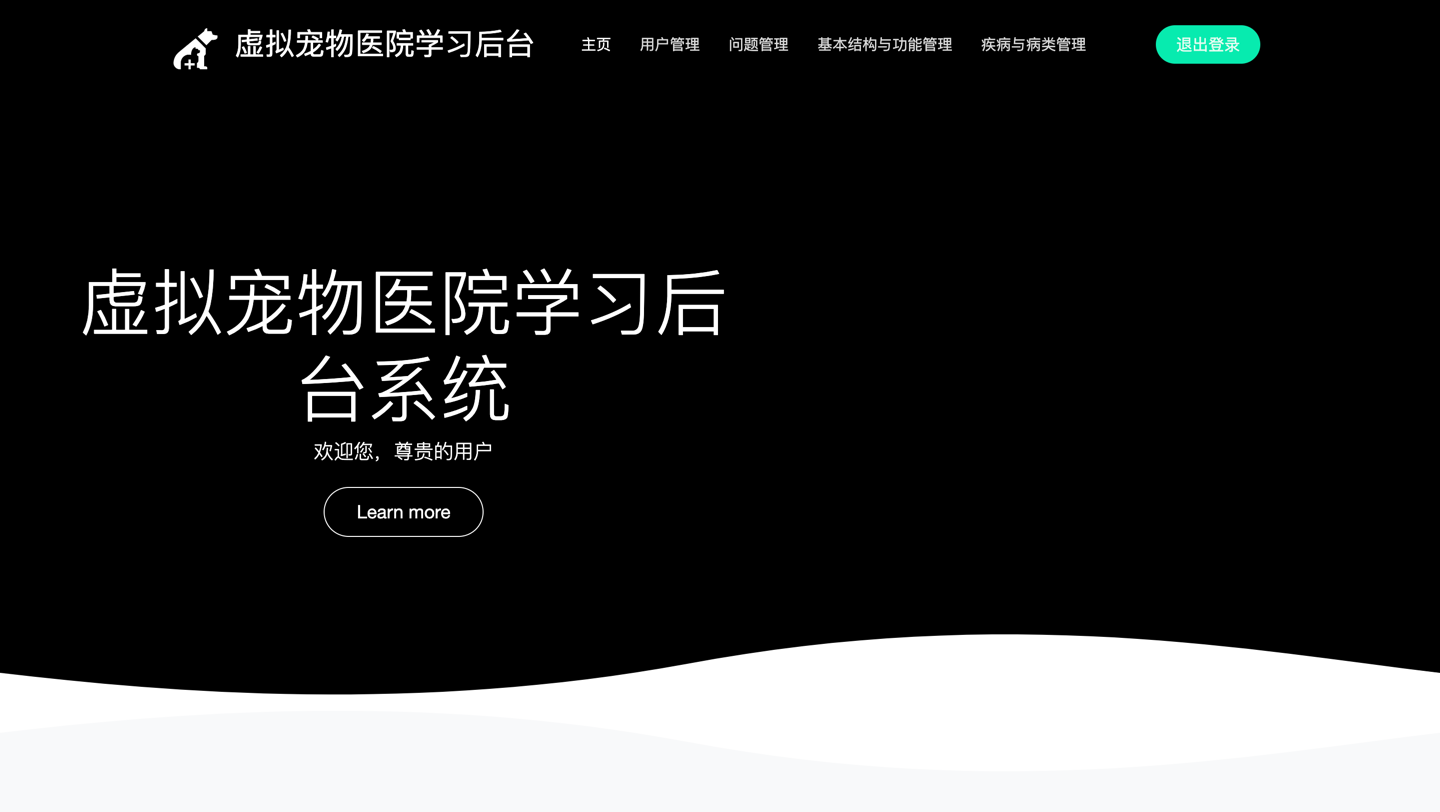 虚拟宠物医院学习后台
主页 用户管理 问题管理 基本结构与功能管理 疾病与病类管理
退出登录
虚拟宠物医院学习后
台系统
欢迎您，尊贵的用户
Learn more